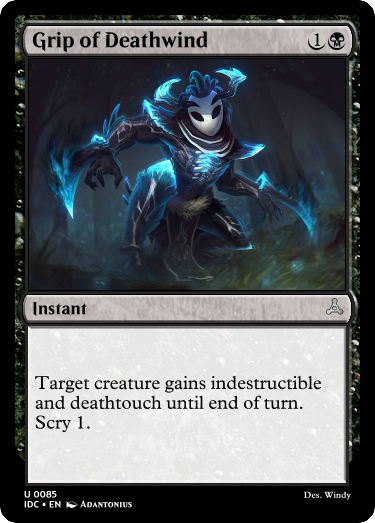 Grip of Deathwind 1
Instant
Target creature gains indestructible
and deathtouch until end of turn.
Scry 1.
U 0085
IDC • EN Adantonius
Des. Windy